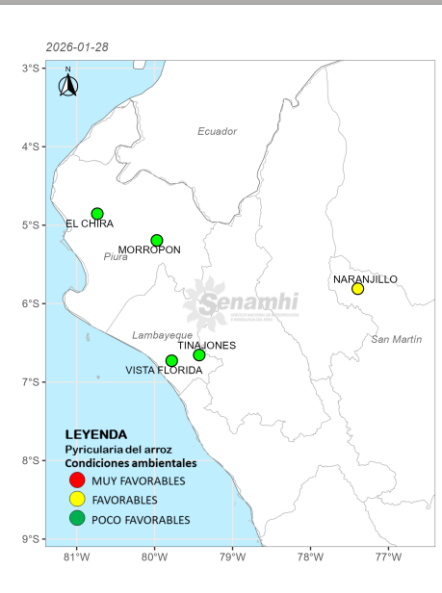 2026-01-28
3°S
N
4°S
Ecuador
5°S
EL CHIRA
MORROPON
Piura
NARANJILLO
6°S
Senamhi
Lambayeque
TINAJONES
San Martín
VISTA FLORIDA
7°S
LEYENDA
Pyricularia del arroz
Condiciones ambientales
8°S
MUY FAVORABLES
FAVORABLES
POCO FAVORABLES
9°S
81°W 80°W 79°W 78°W 77°W